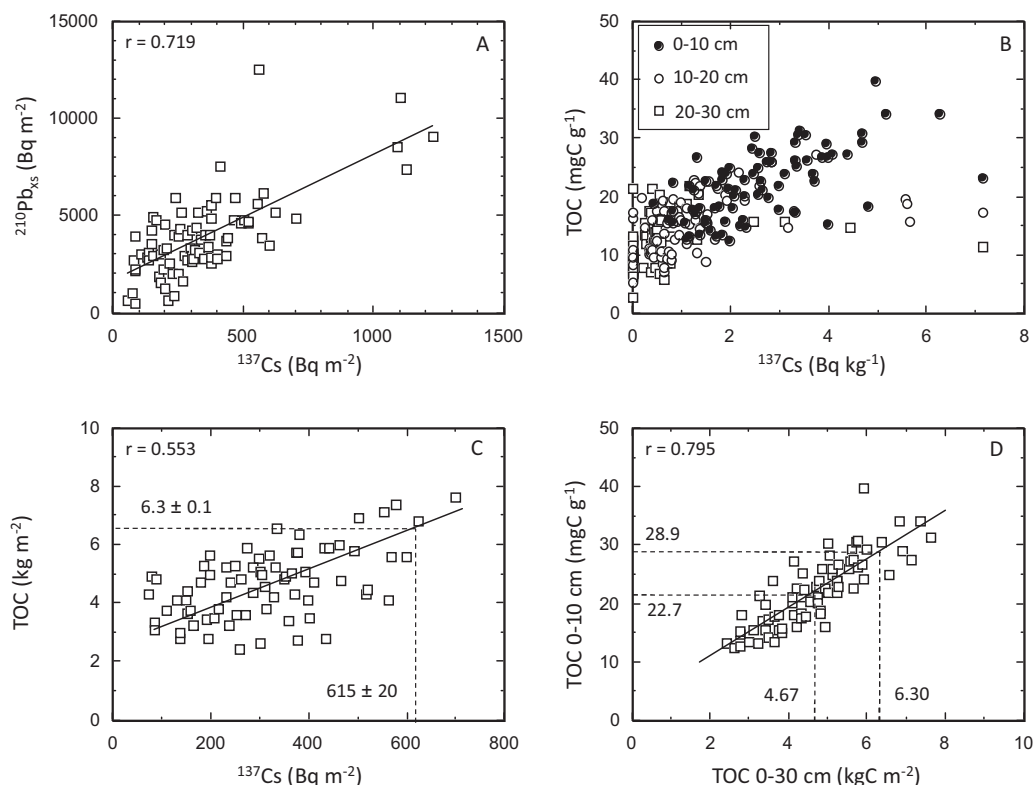 15000
10000
5000
0
0
500
1000
1500
r = 0.719
A
²¹⁰Pbₓₛ (Bq m⁻²)
¹³⁷Cs (Bq m⁻²)
50
40
30
20
10
0
0
2
4
6
8
0-10 cm
10-20 cm
20-30 cm
B
TOC (mgC g⁻¹)
¹³⁷Cs (Bq kg⁻¹)
10
8
6
4
2
0
0
200
400
600
800
r = 0.553
C
6.3 ± 0.1
615 ± 20
TOC (kg m⁻²)
¹³⁷Cs (Bq m⁻²)
50
40
30
20
10
0
0
2
4
6
8
10
r = 0.795
D
28.9
22.7
4.67
6.30
TOC 0-10 cm (mgC g⁻¹)
TOC 0-30 cm (kgC m⁻²)